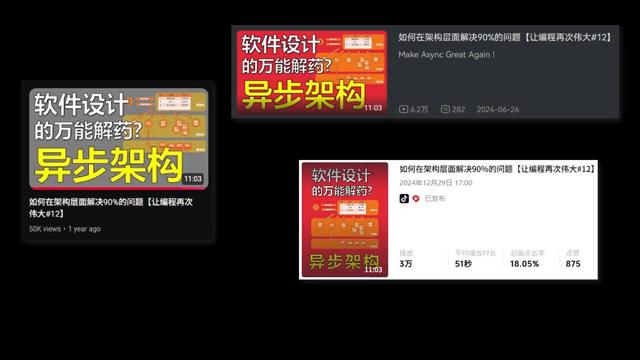 软件设计
的万能解药?
异步架构
11:03
如何在架构层面解决90%的问题【让编程再次伟大#12】
Make Async Great Again !
6.2万 282 2024-06-26
软件设计
的万能解药?
异步架构
11:03
如何在架构层面解决90%的问题【让编程再次
伟大#12】
50K views • 1 year ago
软件设计
的万能解药?
异步架构
11:03
如何在架构层面解决90%的问题【让编程再次伟大#12】
2024年12月29日 17:00
已发布
播放 平均播放时长 封面点击率 点赞
3万 51秒 18.05% 875